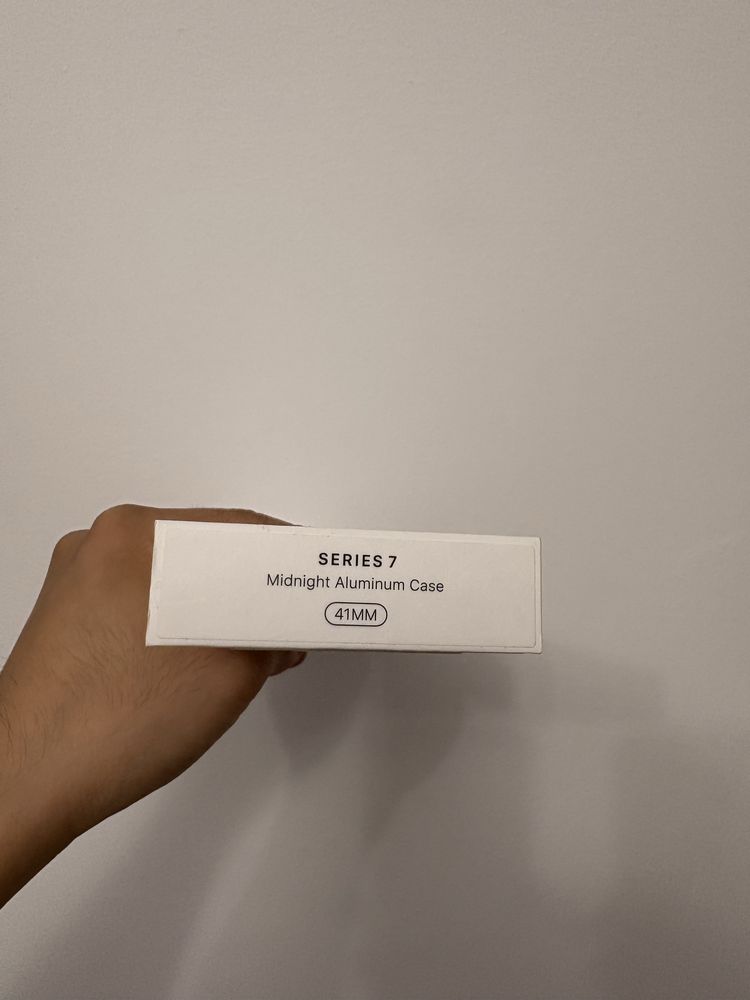 SERIES 7
Midnight Aluminum Case
41MM